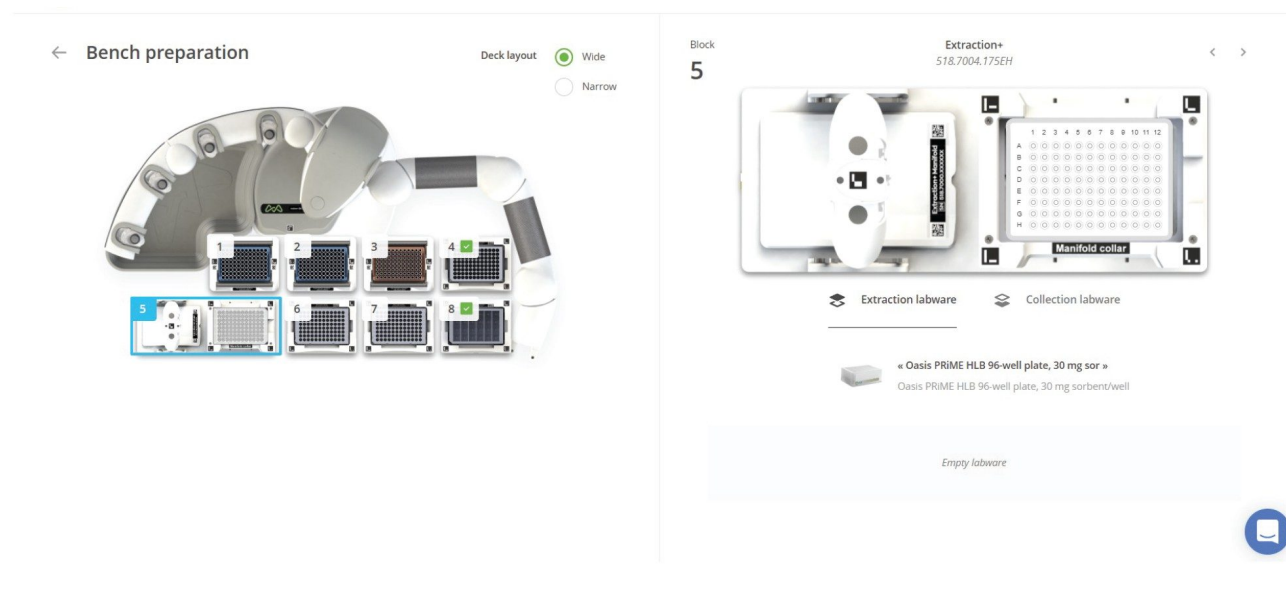 ← Bench preparation
Deck layout
Wide
Narrow
1
2
3
4
5
6
7
8
Block
5
Extraction+
518.7004.175EH
< >
Extraction+ Manifold
1 2 3 4 5 6 7 8 9 10 11 12
A
B
C
D
E
F
G
H
Manifold collar
Extraction labware
Collection labware
« Oasis PRiME HLB 96-well plate, 30 mg sor »
Oasis PRiME HLB 96-well plate, 30 mg sorbent/well
Empty labware